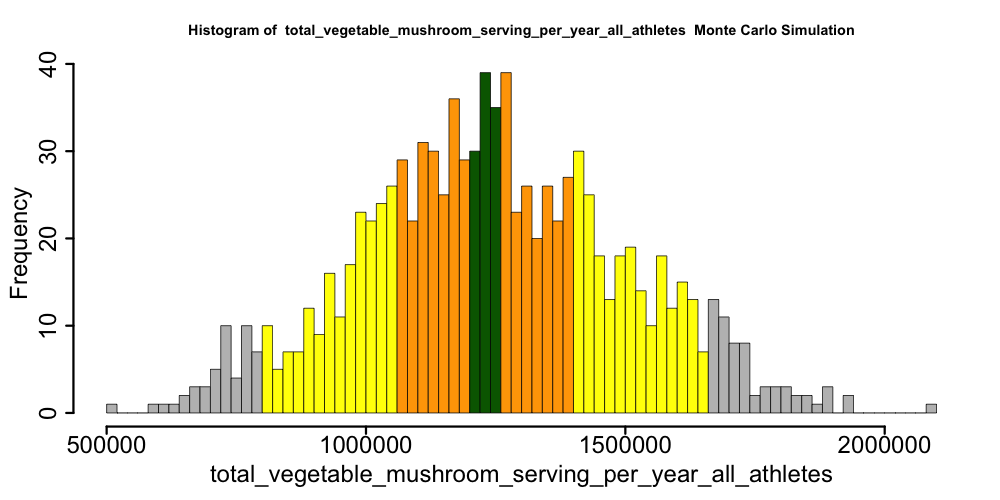 Histogram of  total_vegetable_mushroom_serving_per_year_all_athletes  Monte Carlo Simulation
40
30
20
10
0
Frequency
500000 1000000 1500000 2000000
total_vegetable_mushroom_serving_per_year_all_athletes